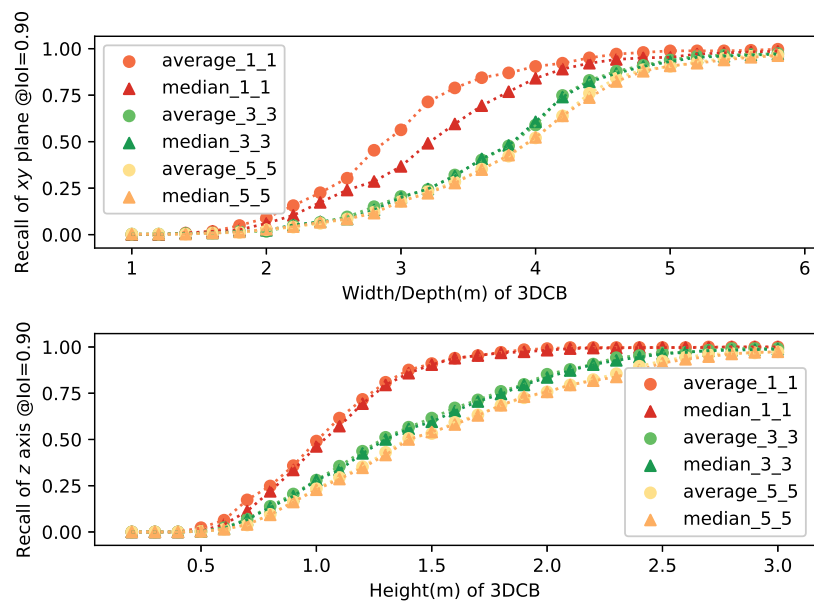 Recall of xy plane @IoI=0.90
1.00
0.75
0.50
0.25
0.00
average_1_1
median_1_1
average_3_3
median_3_3
average_5_5
median_5_5
1 2 3 4 5 6
Width/Depth(m) of 3DCB
Recall of z axis @IoI=0.90
1.00
0.75
0.50
0.25
0.00
average_1_1
median_1_1
average_3_3
median_3_3
average_5_5
median_5_5
0.5 1.0 1.5 2.0 2.5 3.0
Height(m) of 3DCB